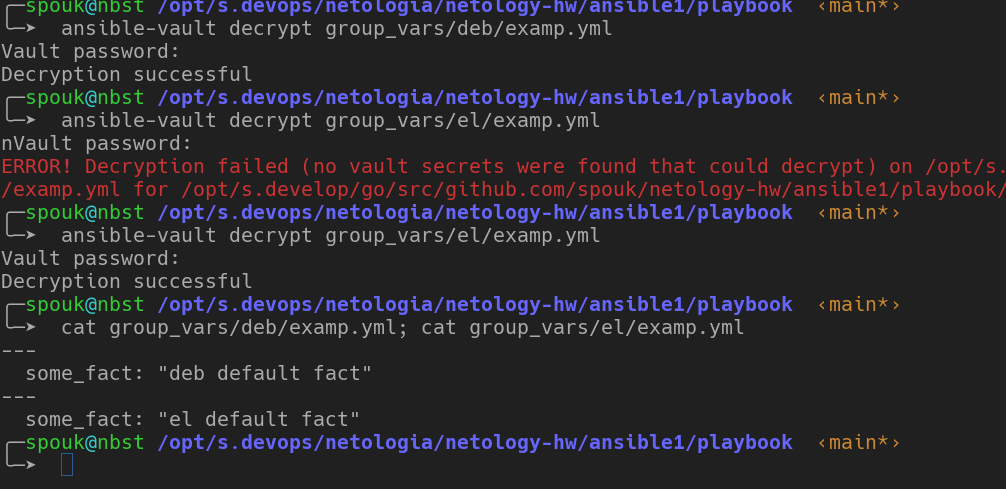 spouk@nbst /opt/s.devops/netologia/netology-hw/ansible1/playbook ‹main*›
ansible-vault decrypt group_vars/deb/examp.yml
Vault password:
Decryption successful
spouk@nbst /opt/s.devops/netologia/netology-hw/ansible1/playbook ‹main*›
ansible-vault decrypt group_vars/el/examp.yml
nVault password:
ERROR! Decryption failed (no vault secrets were found that could decrypt) on /opt/s.
/examp.yml for /opt/s.develop/go/src/github.com/spouk/netology-hw/ansible1/playbook/
spouk@nbst /opt/s.devops/netologia/netology-hw/ansible1/playbook ‹main*›
ansible-vault decrypt group_vars/el/examp.yml
Vault password:
Decryption successful
spouk@nbst /opt/s.devops/netologia/netology-hw/ansible1/playbook ‹main*›
cat group_vars/deb/examp.yml; cat group_vars/el/examp.yml
---
some_fact: "deb default fact"
---
some_fact: "el default fact"
spouk@nbst /opt/s.devops/netologia/netology-hw/ansible1/playbook ‹main*›